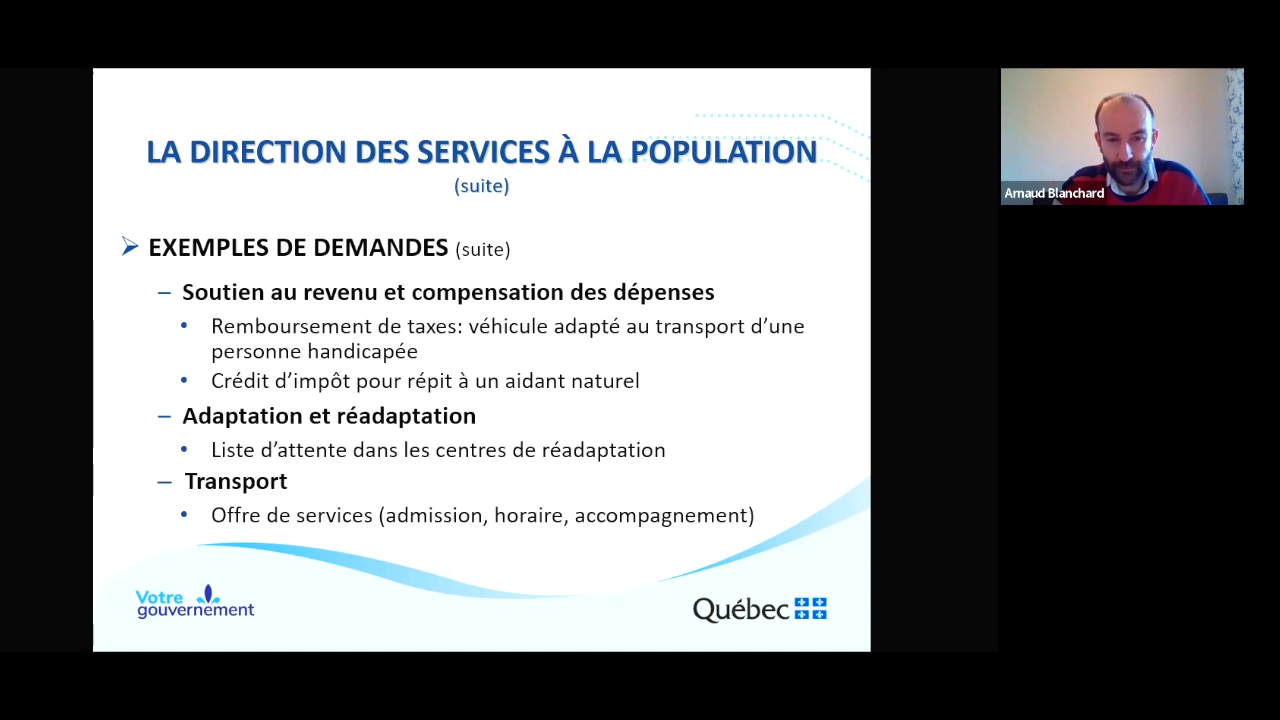 LA DIRECTION DES SERVICES À LA POPULATION
(suite)
EXEMPLES DE DEMANDES (suite)
– Soutien au revenu et compensation des dépenses
• Remboursement de taxes: véhicule adapté au transport d’une
personne handicapée
• Crédit d’impôt pour répit à un aidant naturel
– Adaptation et réadaptation
• Liste d’attente dans les centres de réadaptation
– Transport
• Offre de services (admission, horaire, accompagnement)
Votre
gouvernement
Québec
Arnaud Blanchard